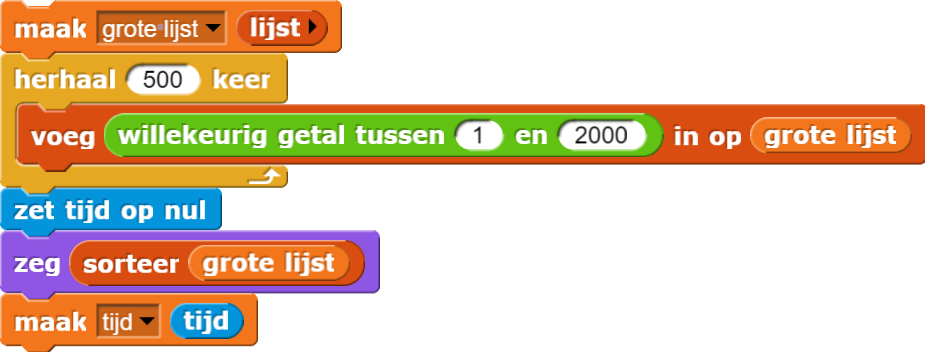 maak grote lijst lijst
herhaal 500 keer
voeg willekeurig getal tussen 1 en 2000 in op grote lijst
zet tijd op nul
zeg sorteer grote lijst
maak tijd tijd